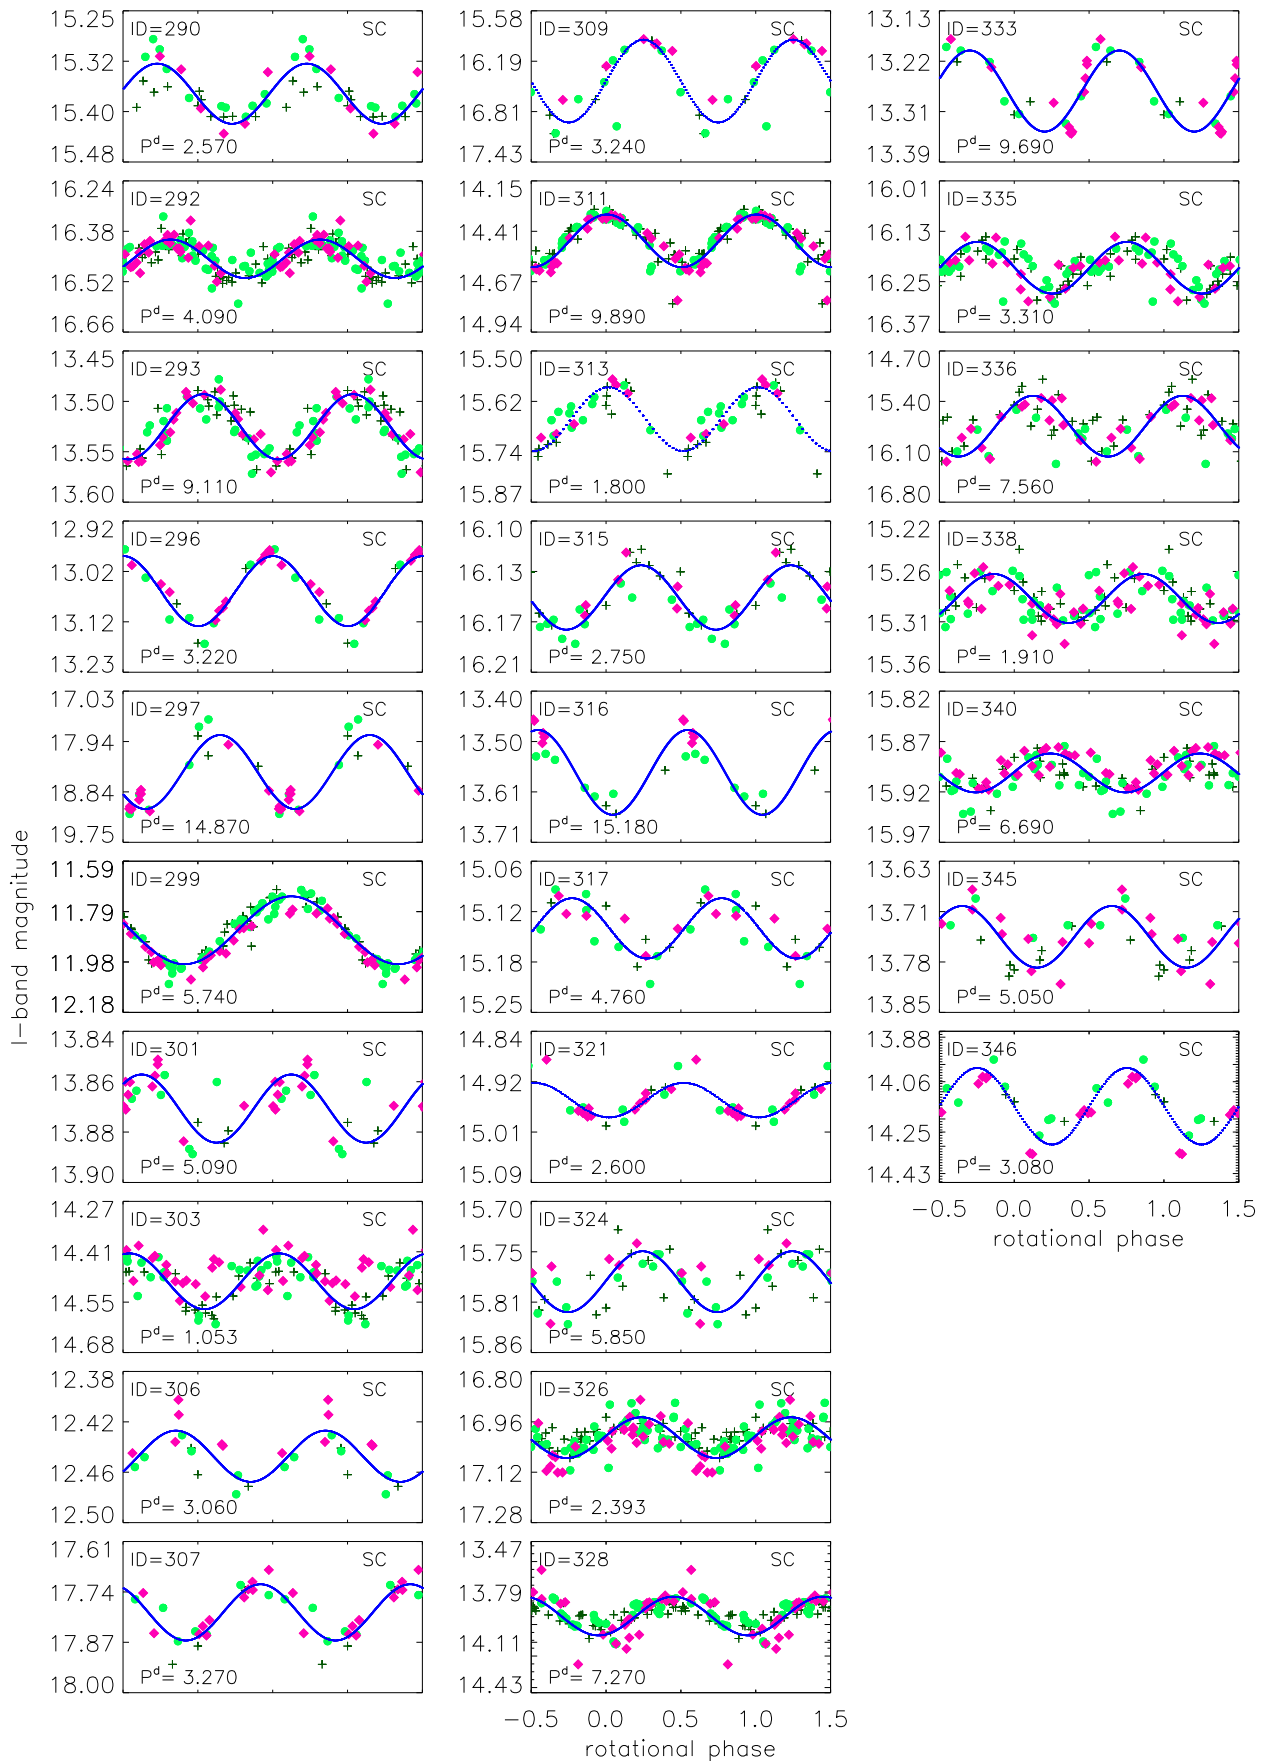 I-band magnitude
15.25
15.32
15.40
15.48
ID=290 SC
P^d= 2.570
16.24
16.38
16.52
16.66
ID=292 SC
P^d= 4.090
13.45
13.50
13.55
13.60
ID=293 SC
P^d= 9.110
12.92
13.02
13.12
13.23
ID=296 SC
P^d= 3.220
17.03
17.94
18.84
19.75
ID=297 SC
P^d= 14.870
11.59
11.79
11.98
12.18
ID=299 SC
P^d= 5.740
13.84
13.86
13.88
13.90
ID=301 SC
P^d= 5.090
14.27
14.41
14.55
14.68
ID=303 SC
P^d= 1.053
12.38
12.42
12.46
12.50
ID=306 SC
P^d= 3.060
17.61
17.74
17.87
18.00
ID=307 SC
P^d= 3.270
15.58
16.19
16.81
17.43
ID=309 SC
P^d= 3.240
14.15
14.41
14.67
14.94
ID=311 SC
P^d= 9.890
15.50
15.62
15.74
15.87
ID=313 SC
P^d= 1.800
16.10
16.13
16.17
16.21
ID=315 SC
P^d= 2.750
13.40
13.50
13.61
13.71
ID=316 SC
P^d= 15.180
15.06
15.12
15.18
15.25
ID=317 SC
P^d= 4.760
14.84
14.92
15.01
15.09
ID=321 SC
P^d= 2.600
15.70
15.75
15.81
15.86
ID=324 SC
P^d= 5.850
16.80
16.96
17.12
17.28
ID=326 SC
P^d= 2.393
13.47
13.79
14.11
14.43
ID=328 SC
P^d= 7.270
-0.5 0.0 0.5 1.0 1.5
rotational phase
13.13
13.22
13.31
13.39
ID=333 SC
P^d= 9.690
16.01
16.13
16.25
16.37
ID=335 SC
P^d= 3.310
14.70
15.40
16.10
16.80
ID=336 SC
P^d= 7.560
15.22
15.26
15.31
15.36
ID=338 SC
P^d= 1.910
15.82
15.87
15.92
15.97
ID=340 SC
P^d= 6.690
13.63
13.71
13.78
13.85
ID=345 SC
P^d= 5.050
13.88
14.06
14.25
14.43
ID=346 SC
P^d= 3.080
-0.5 0.0 0.5 1.0 1.5
rotational phase